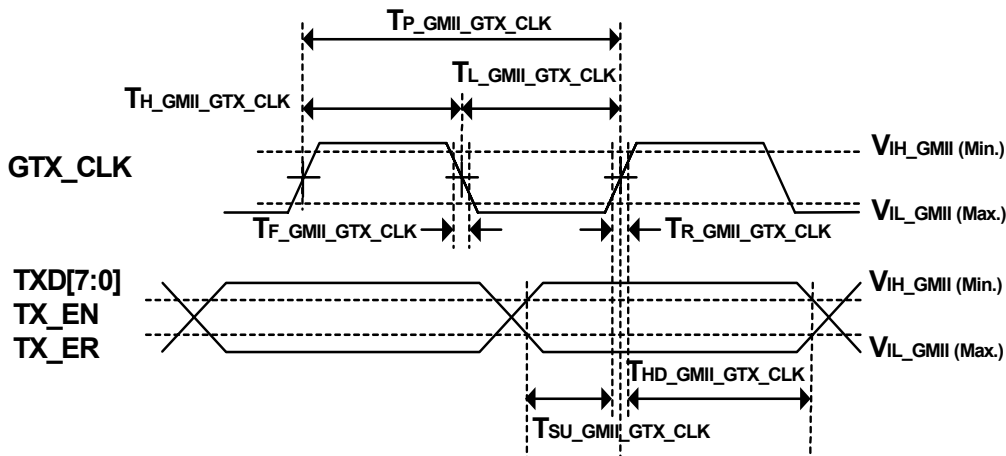 TP_GMII_GTX_CLK
TL_GMII_GTX_CLK
TH_GMII_GTX_CLK
GTX_CLK
VIH_GMII (Min.)
VIL_GMII (Max.)
TF_GMII_GTX_CLK
TR_GMII_GTX_CLK
TXD[7:0]
TX_EN
TX_ER
VIH_GMII (Min.)
VIL_GMII (Max.)
THD_GMII_GTX_CLK
TSU_GMII_GTX_CLK